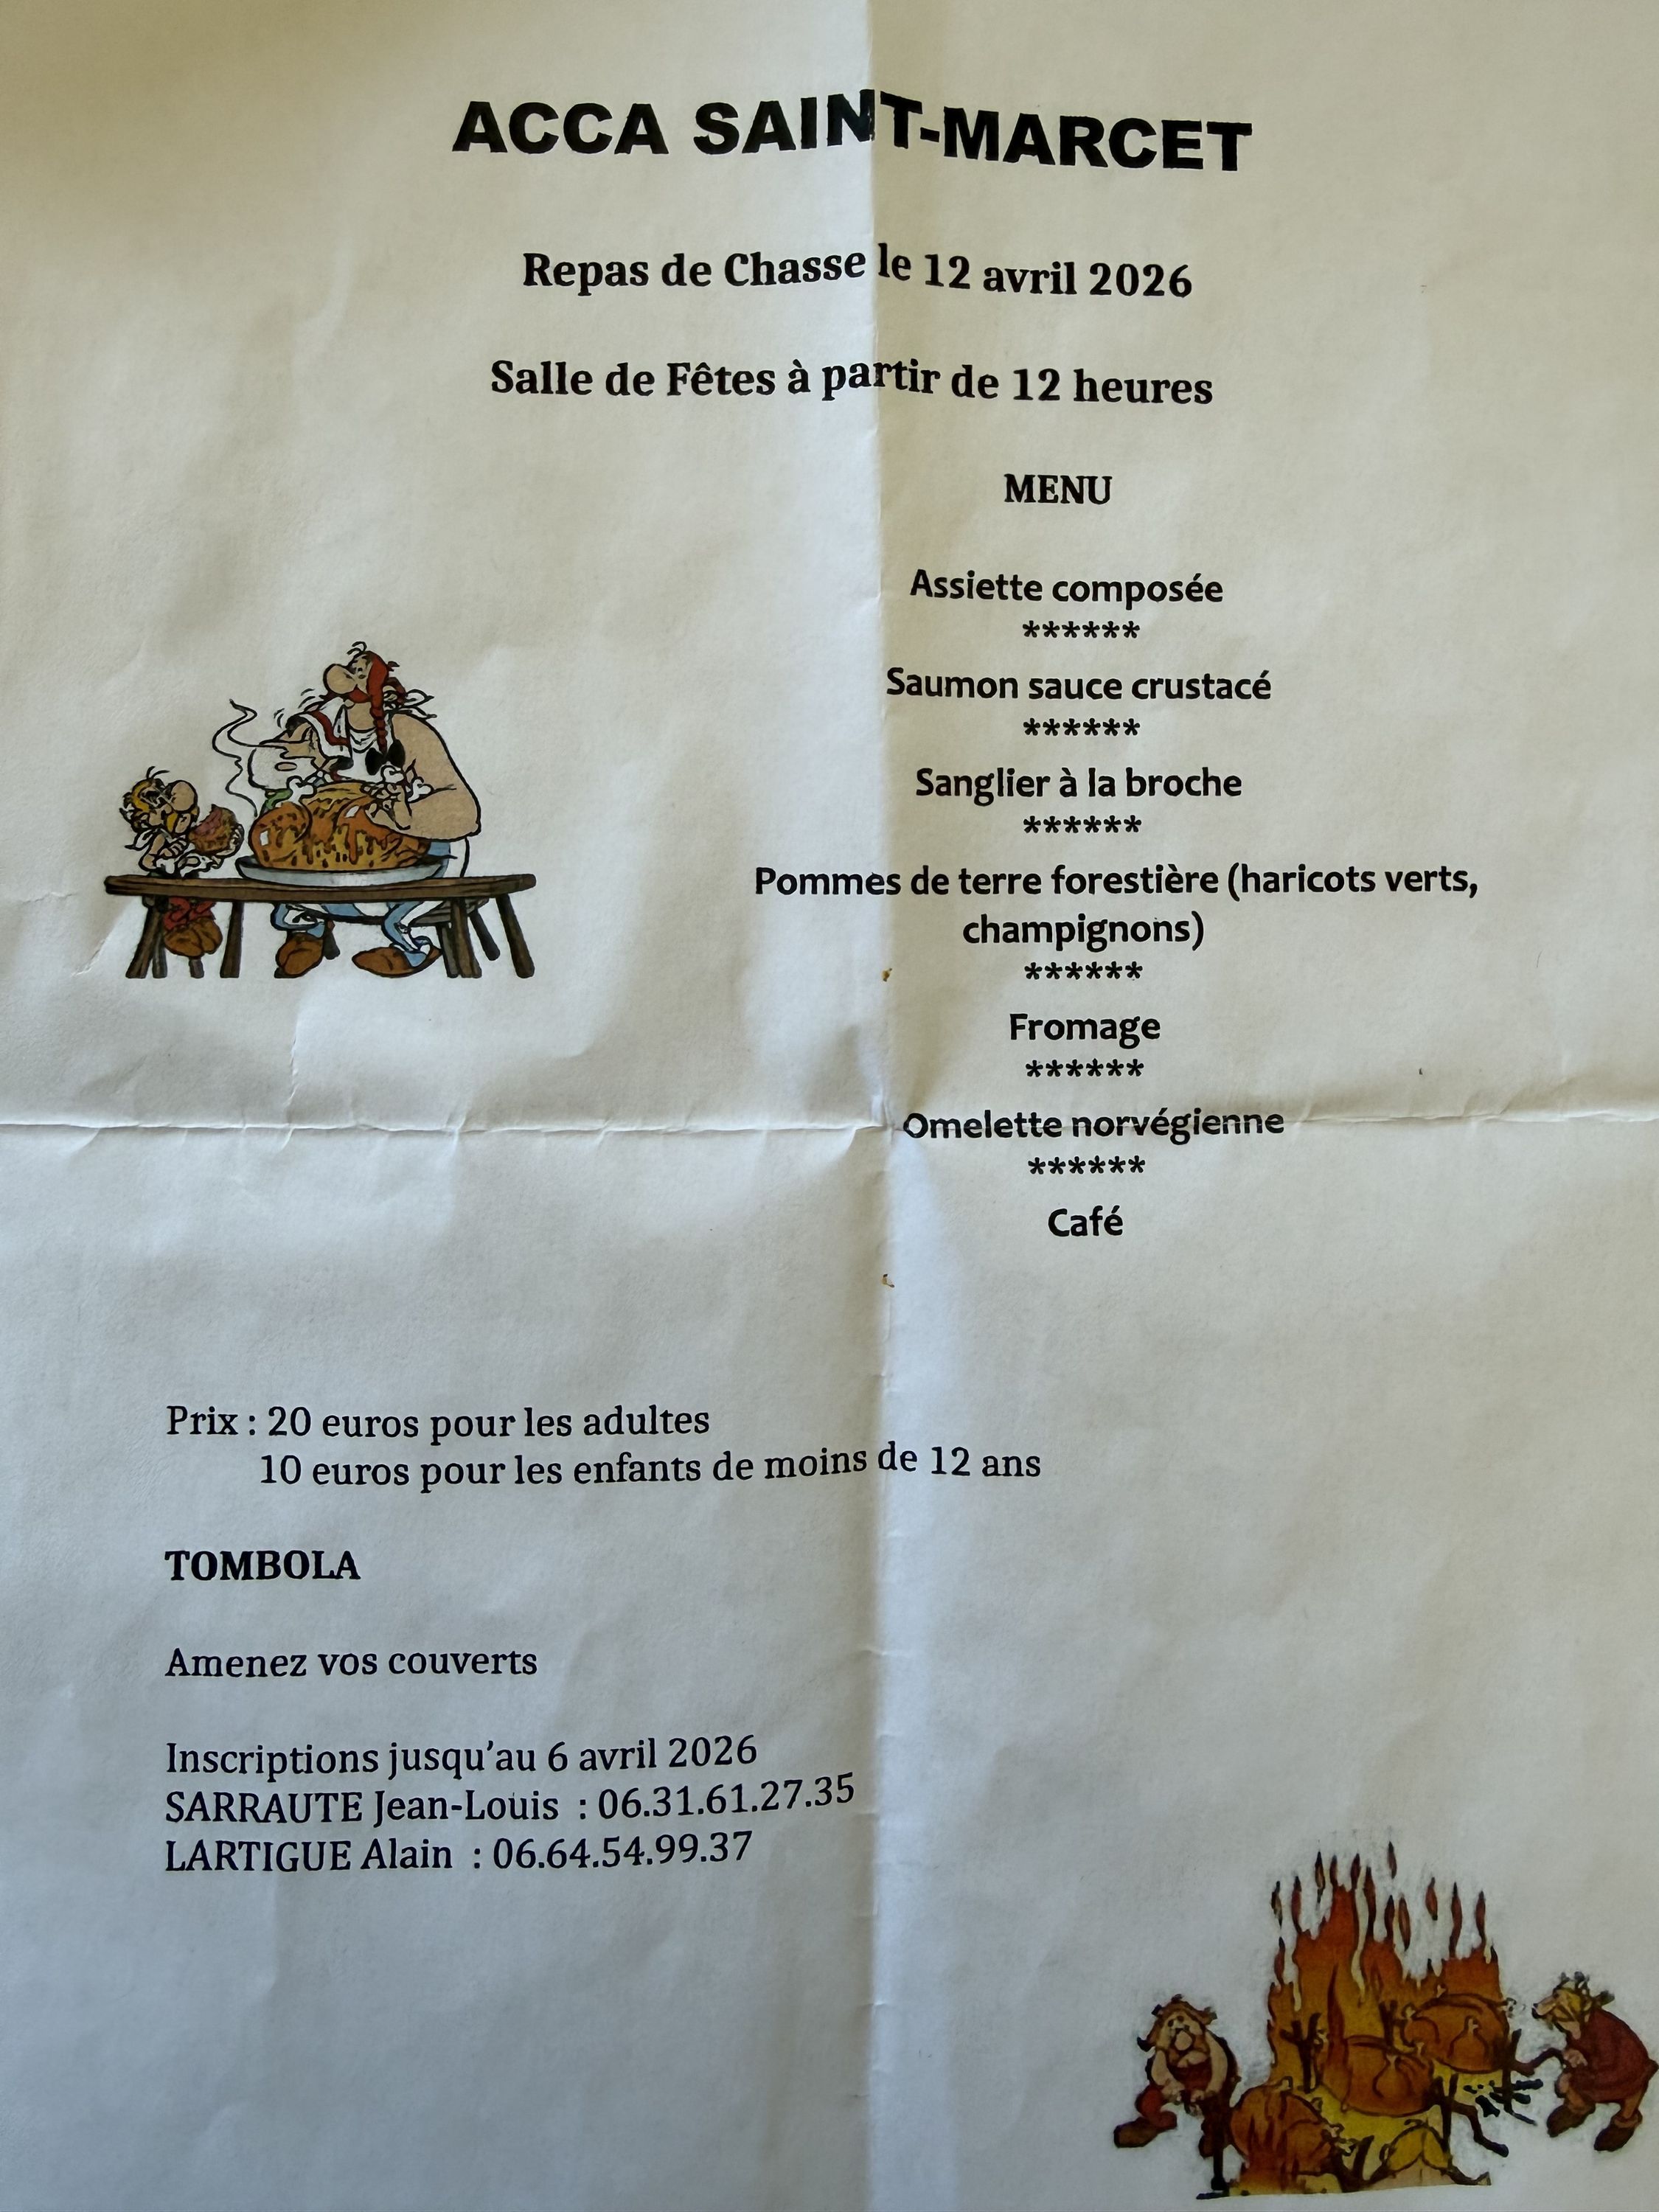 ACCA SAINT-MARCET
Repas de Chasse le 12 avril 2026
Salle de Fêtes à partir de 12 heures
MENU
Assiette composée
******
Saumon sauce crustacé
******
Sanglier à la broche
******
Pommes de terre forestière (haricots verts,
champignons)
******
Fromage
******
Omelette norvégienne
******
Café
Prix : 20 euros pour les adultes
10 euros pour les enfants de moins de 12 ans
TOMBOLA
Amenez vos couverts
Inscriptions jusqu'au 6 avril 2026
SARRAUTE Jean-Louis : 06.31.61.27.35
LARTIGUE Alain : 06.64.54.99.37